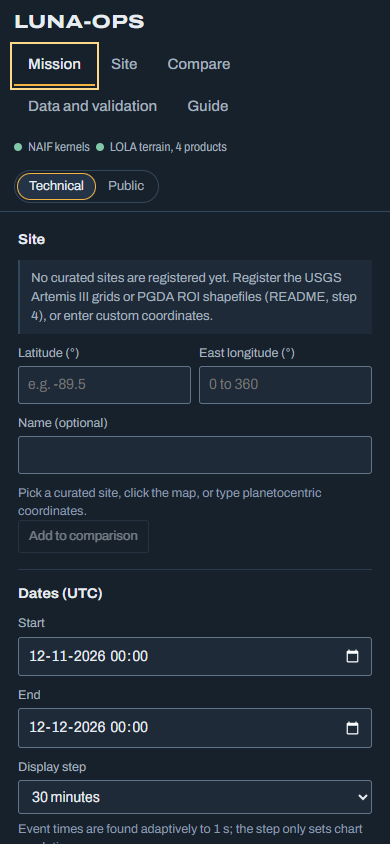 LUNA-OPS
Mission Site Compare
Data and validation Guide
NAIF kernels LOLA terrain, 4 products
Technical Public
Site
No curated sites are registered yet. Register the USGS
Artemis III grids or PGDA ROI shapefiles (README, step
4), or enter custom coordinates.
Latitude (°) East longitude (°)
e.g. -89.5 0 to 360
Name (optional)
Pick a curated site, click the map, or type planetocentric
coordinates.
Add to comparison
Dates (UTC)
Start
12-11-2026 00:00
End
12-12-2026 00:00
Display step
30 minutes
Event times are found adaptively to 1 s; the step only sets chart